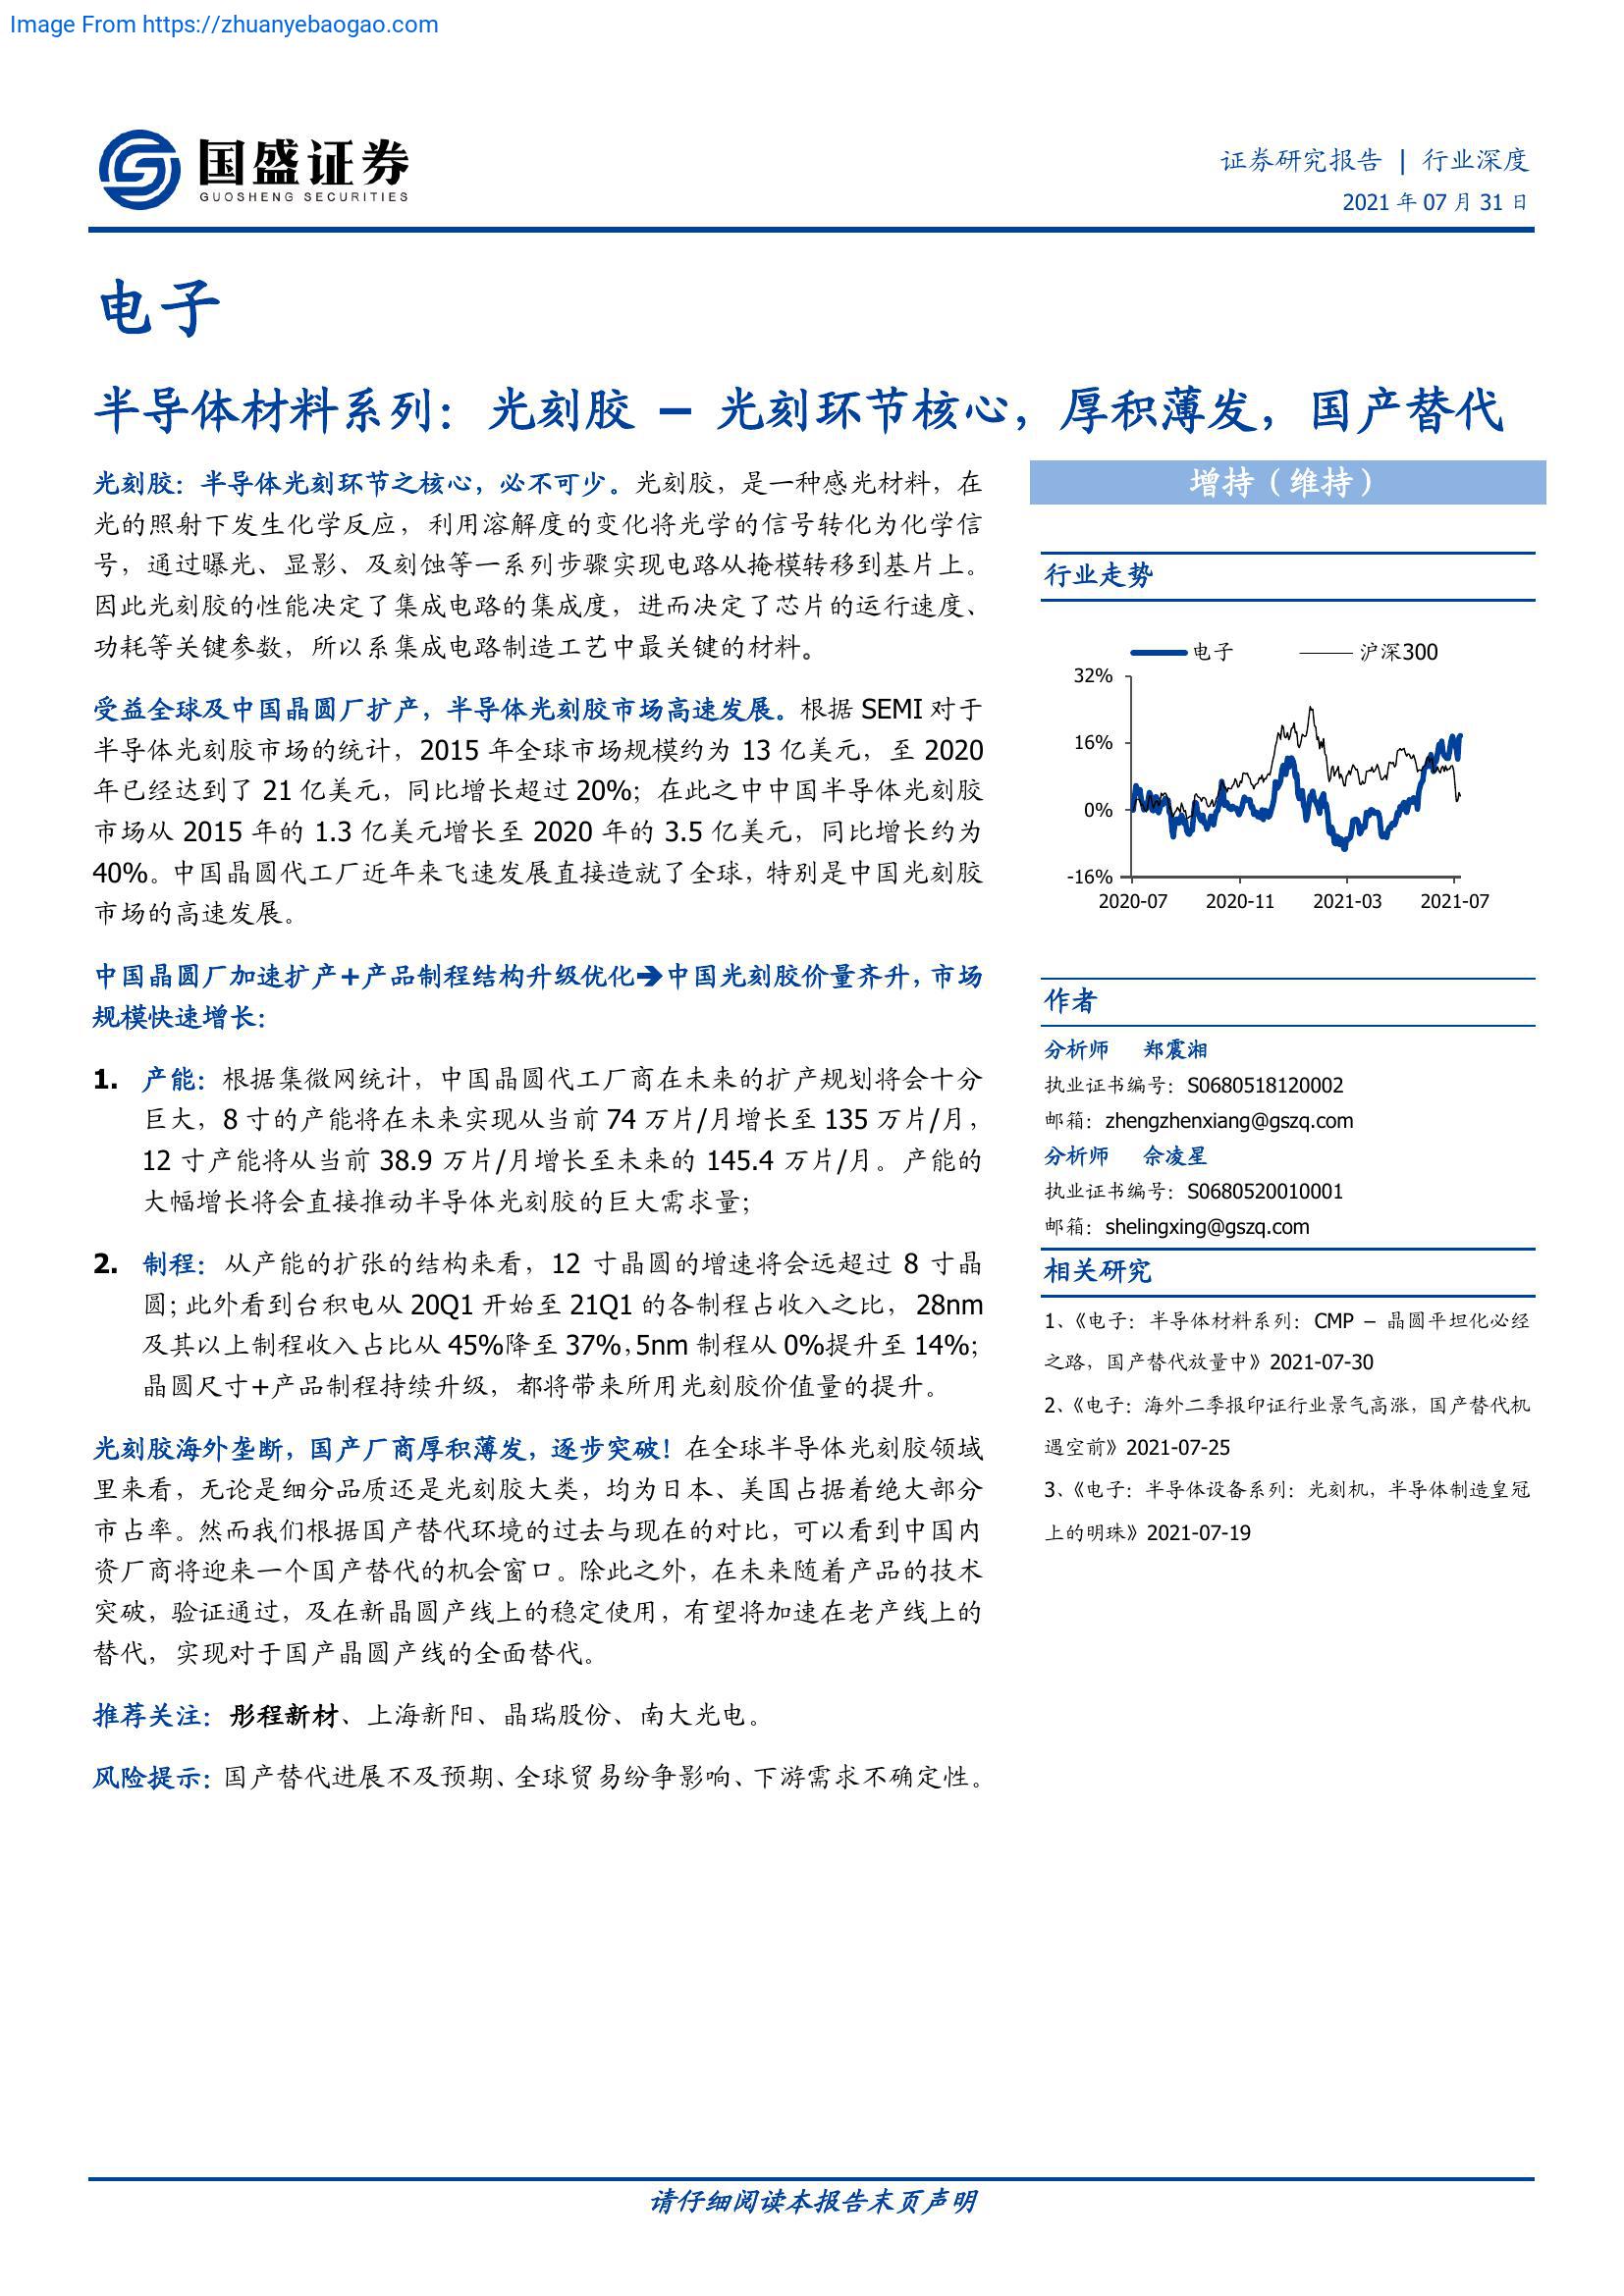 Image From https://zhuanyebaogao.com
国盛证券
GUOSHENG SECURITIES
证券研究报告 | 行业深度
2021 年 07 月 31 日
电子
半导体材料系列：光刻胶 – 光刻环节核心，厚积薄发，国产替代
光刻胶：半导体光刻环节之核心，必不可少。光刻胶，是一种感光材料，在
光的照射下发生化学反应，利用溶解度的变化将光学的信号转化为化学信
号，通过曝光、显影、及刻蚀等一系列步骤实现电路从掩模转移到基片上。
因此光刻胶的性能决定了集成电路的集成度，进而决定了芯片的运行速度、
功耗等关键参数，所以系集成电路制造工艺中最关键的材料。
受益全球及中国晶圆厂扩产，半导体光刻胶市场高速发展。根据 SEMI 对于
半导体光刻胶市场的统计，2015 年全球市场规模约为 13 亿美元，至 2020
年已经达到了 21 亿美元，同比增长超过 20%；在此之中中国半导体光刻胶
市场从 2015 年的 1.3 亿美元增长至 2020 年的 3.5 亿美元，同比增长约为
40%。中国晶圆代工厂近年来飞速发展直接造就了全球，特别是中国光刻胶
市场的高速发展。
中国晶圆厂加速扩产+产品制程结构升级优化➔中国光刻胶价量齐升，市场
规模快速增长：
1. 产能：根据集微网统计，中国晶圆代工厂商在未来的扩产规划将会十分
巨大，8 寸的产能将在未来实现从当前 74 万片/月增长至 135 万片/月，
12 寸产能将从当前 38.9 万片/月增长至未来的 145.4 万片/月。产能的
大幅增长将会直接推动半导体光刻胶的巨大需求量；
2. 制程：从产能的扩张的结构来看，12 寸晶圆的增速将会远超过 8 寸晶
圆；此外看到台积电从 20Q1 开始至 21Q1 的各制程占收入之比，28nm
及其以上制程收入占比从 45%降至 37%，5nm 制程从 0%提升至 14%；
晶圆尺寸+产品制程持续升级，都将带来所用光刻胶价值量的提升。
光刻胶海外垄断，国产厂商厚积薄发，逐步突破！在全球半导体光刻胶领域
里来看，无论是细分品质还是光刻胶大类，均为日本、美国占据着绝大部分
市占率。然而我们根据国产替代环境的过去与现在的对比，可以看到中国内
资厂商将迎来一个国产替代的机会窗口。除此之外，在未来随着产品的技术
突破，验证通过，及在新晶圆产线上的稳定使用，有望将加速在老产线上的
替代，实现对于国产晶圆产线的全面替代。
推荐关注：彤程新材、上海新阳、晶瑞股份、南大光电。
风险提示：国产替代进展不及预期、全球贸易纷争影响、下游需求不确定性。
增持（维持）
行业走势
电子 沪深300
32%
16%
0%
-16%
2020-07 2020-11 2021-03 2021-07
作者
分析师 郑震湘
执业证书编号：S0680518120002
邮箱：zhengzhenxiang@gszq.com
分析师 佘凌星
执业证书编号：S0680520010001
邮箱：shelingxing@gszq.com
相关研究
1、《电子：半导体材料系列：CMP – 晶圆平坦化必经
之路，国产替代放量中》2021-07-30
2、《电子：海外二季报印证行业景气高涨，国产替代机
遇空前》2021-07-25
3、《电子：半导体设备系列：光刻机，半导体制造皇冠
上的明珠》2021-07-19
请仔细阅读本报告末页声明